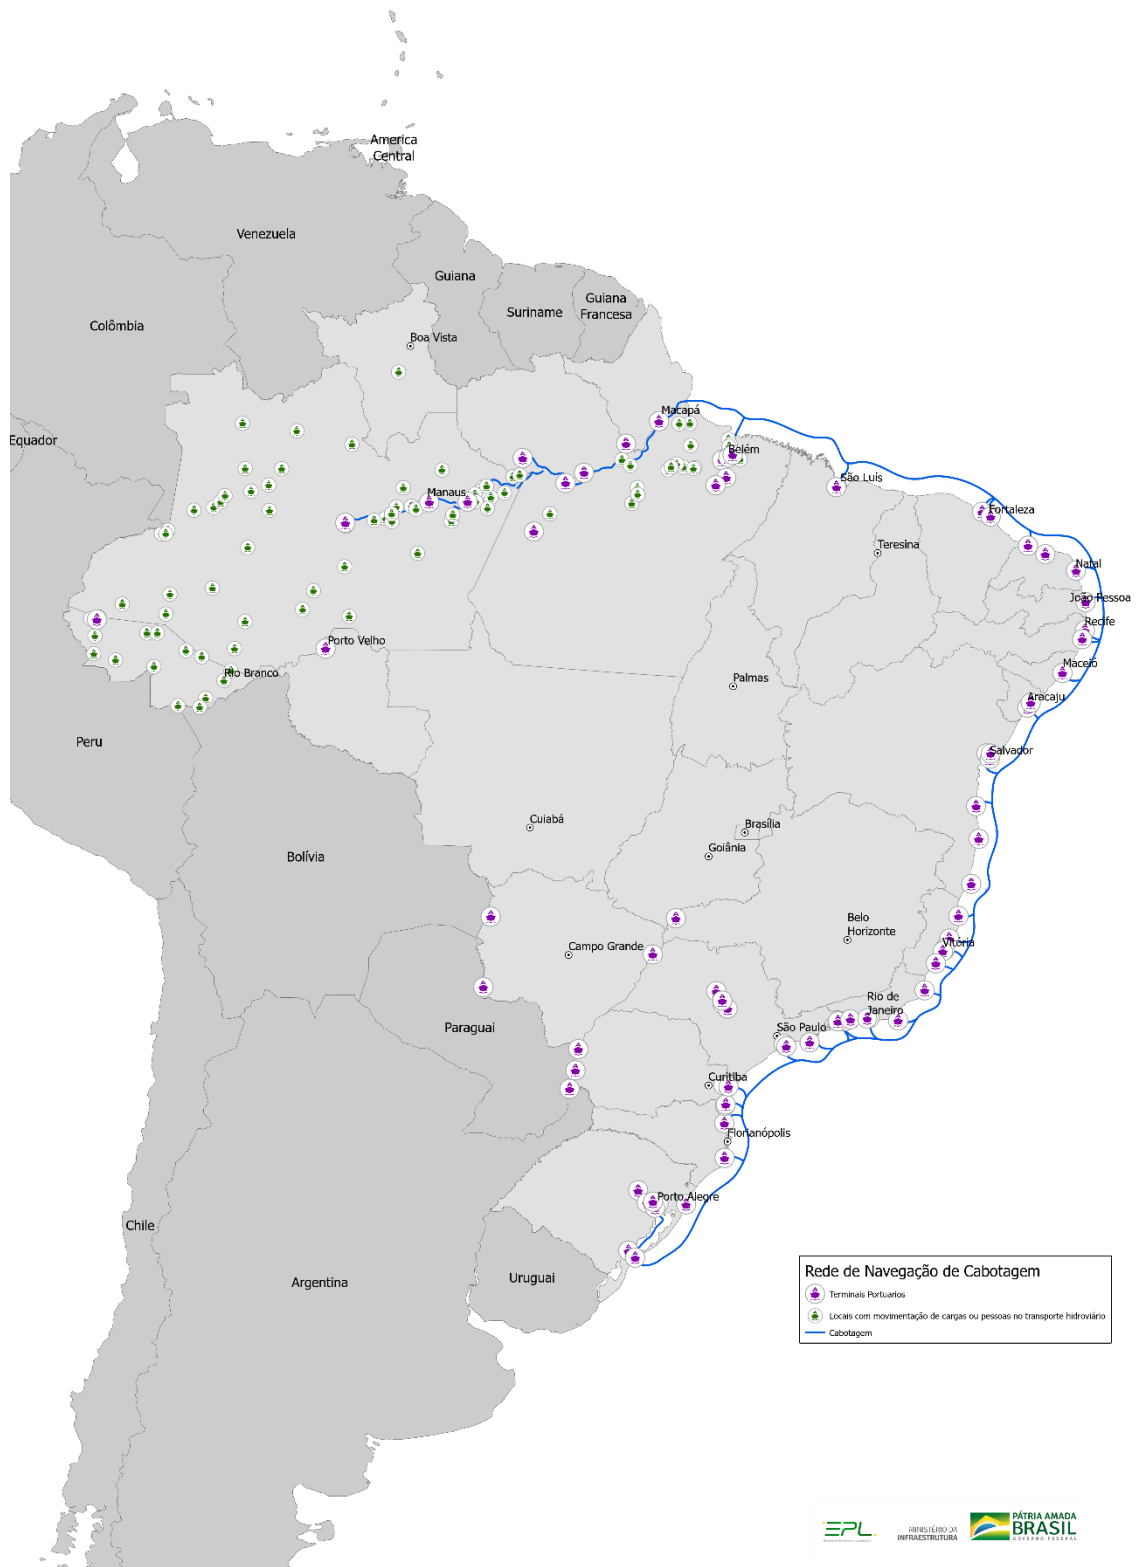 America
Central
Venezuela
Guiana
Suriname
Guiana
Francesa
Colômbia
Boa Vista
Equador
Macapá
Belém
São Luís
Manaus
Fortaleza
Teresina
Natal
João Pessoa
Recife
Porto Velho
Maceió
Rio Branco
Palmas
Aracaju
Peru
Salvador
Cuiabá
Brasília
Goiânia
Bolívia
Belo
Horizonte
Campo Grande
Vitória
Rio de
Janeiro
Paraguai
São Paulo
Curitiba
Florianópolis
Porto Alegre
Chile
Argentina
Uruguai
Rede de Navegação de Cabotagem
Terminais Portuarios
Locais com movimentação de cargas ou pessoas no transporte hidroviário
Cabotagem
EPL
MINISTÉRIO DA
INFRAESTRUTURA
PÁTRIA AMADA
BRASIL
GOVERNO FEDERAL